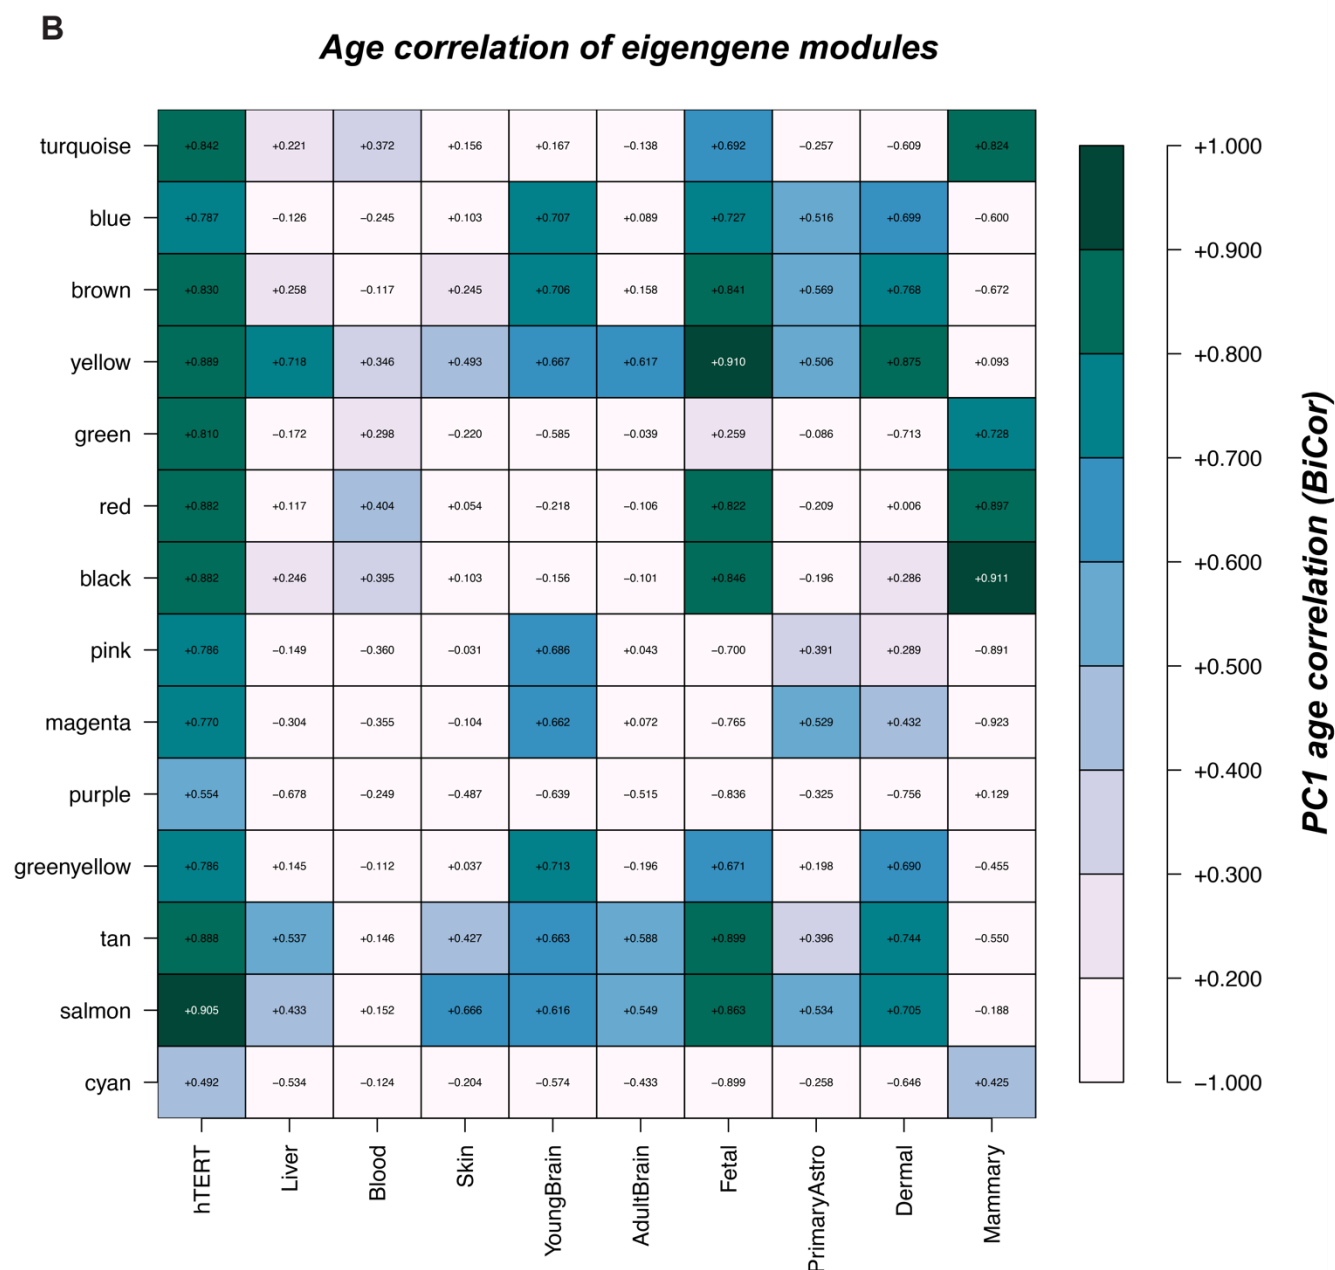 B
Age correlation of eigengene modules
turquoise +0.842 +0.221 +0.372 +0.156 +0.167 −0.138 +0.692 −0.257 −0.609 +0.824
blue +0.787 −0.126 −0.245 +0.103 +0.707 +0.089 +0.727 +0.516 +0.699 −0.600
brown +0.830 +0.258 −0.117 +0.245 +0.706 +0.158 +0.841 +0.569 +0.768 −0.672
yellow +0.889 +0.718 +0.346 +0.493 +0.667 +0.617 +0.910 +0.506 +0.875 +0.093
green +0.810 −0.172 +0.298 −0.220 −0.585 −0.039 +0.259 −0.086 −0.713 +0.728
red +0.882 +0.117 +0.404 +0.054 −0.218 −0.106 +0.822 −0.209 +0.006 +0.897
black +0.882 +0.246 +0.395 +0.103 −0.156 −0.101 +0.846 −0.196 +0.286 +0.911
pink +0.786 −0.149 −0.360 −0.031 +0.686 +0.043 −0.700 +0.391 +0.289 −0.891
magenta +0.770 −0.304 −0.355 −0.104 +0.662 +0.072 −0.765 +0.529 +0.432 −0.923
purple +0.554 −0.678 −0.249 −0.487 −0.639 −0.515 −0.836 −0.325 −0.756 +0.129
greenyellow +0.786 +0.145 −0.112 +0.037 +0.713 −0.196 +0.671 +0.198 +0.690 −0.455
tan +0.888 +0.537 +0.146 +0.427 +0.663 +0.588 +0.899 +0.396 +0.744 −0.550
salmon +0.905 +0.433 +0.152 +0.666 +0.616 +0.549 +0.863 +0.534 +0.705 −0.188
cyan +0.492 −0.534 −0.124 −0.204 −0.574 −0.433 −0.899 −0.258 −0.646 +0.425
hTERT Liver Blood Skin YoungBrain AdultBrain Fetal PrimaryAstro Dermal Mammary
+1.000
+0.900
+0.800
+0.700
+0.600
+0.500
+0.400
+0.300
+0.200
−1.000
PC1 age correlation (BiCor)